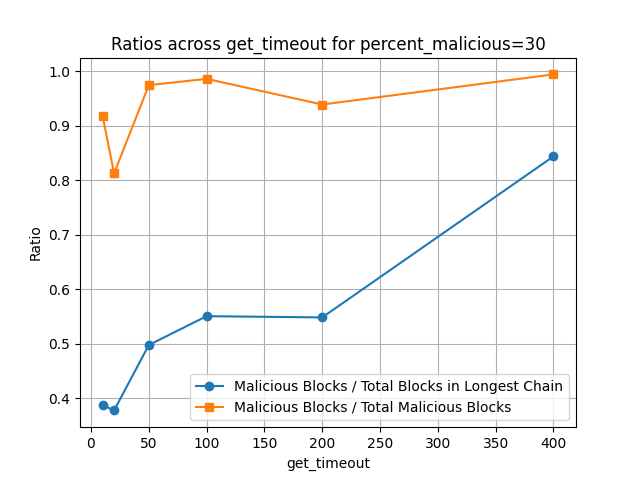 Ratios across get_timeout for percent_malicious=30
1.0
0.9
0.8
0.7
0.6
0.5
0.4
Ratio
Malicious Blocks / Total Blocks in Longest Chain
Malicious Blocks / Total Malicious Blocks
0 50 100 150 200 250 300 350 400
get_timeout